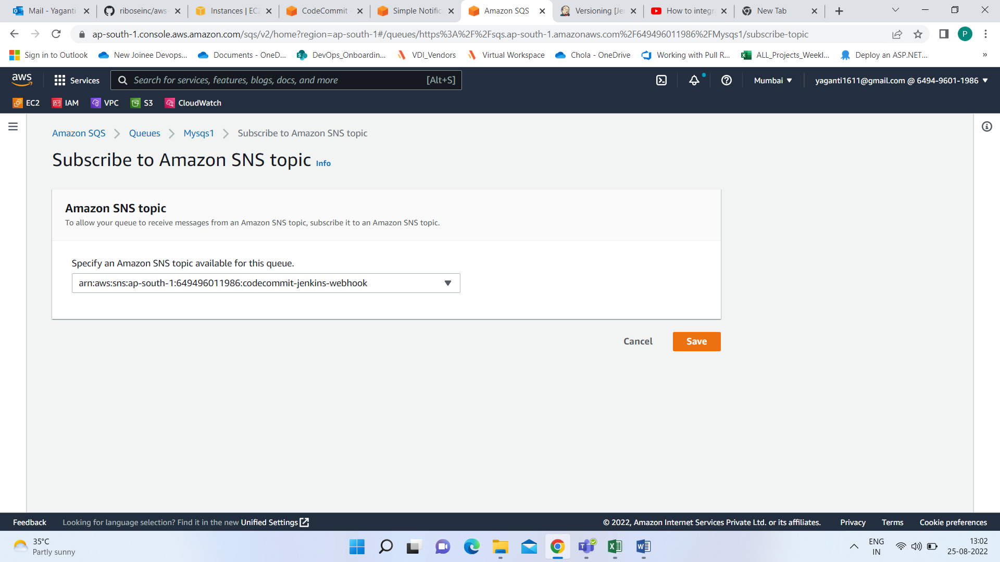 Mail - Yaganti
riboseinc/aws-
Instances | EC2
CodeCommit -
Simple Notific
Amazon SQS
Versioning [Je
How to integr
New Tab
ap-south-1.console.aws.amazon.com/sqs/v2/home?region=ap-south-1#/queues/https%3A%2F%2Fsqs.ap-south-1.amazonaws.com%2F649496011986%2FMysqs1/subscribe-topic
P
Sign in to Outlook
New Joinee Devops...
Documents - OneD...
DevOps_Onboardin...
VDI_Vendors
Virtual Workspace
Chola - OneDrive
Working with Pull R...
ALL_Projects_Weekl...
Deploy an ASP.NET...
»
aws
Services
Search for services, features, blogs, docs, and more
[Alt+S]
Mumbai
yaganti1611@gmail.com @ 6494-9601-1986
EC2
IAM
VPC
S3
CloudWatch
Amazon SQS
Queues
Mysqs1
Subscribe to Amazon SNS topic
Subscribe to Amazon SNS topic Info
Amazon SNS topic
To allow your queue to receive messages from an Amazon SNS topic, subscribe it to an Amazon SNS topic.
Specify an Amazon SNS topic available for this queue.
arn:aws:sns:ap-south-1:649496011986:codecommit-jenkins-webhook
Cancel
Save
Feedback
Looking for language selection? Find it in the new Unified Settings
© 2022, Amazon Internet Services Private Ltd. or its affiliates.
Privacy
Terms
Cookie preferences
35°C
Partly sunny
ENG
IN
13:02
25-08-2022